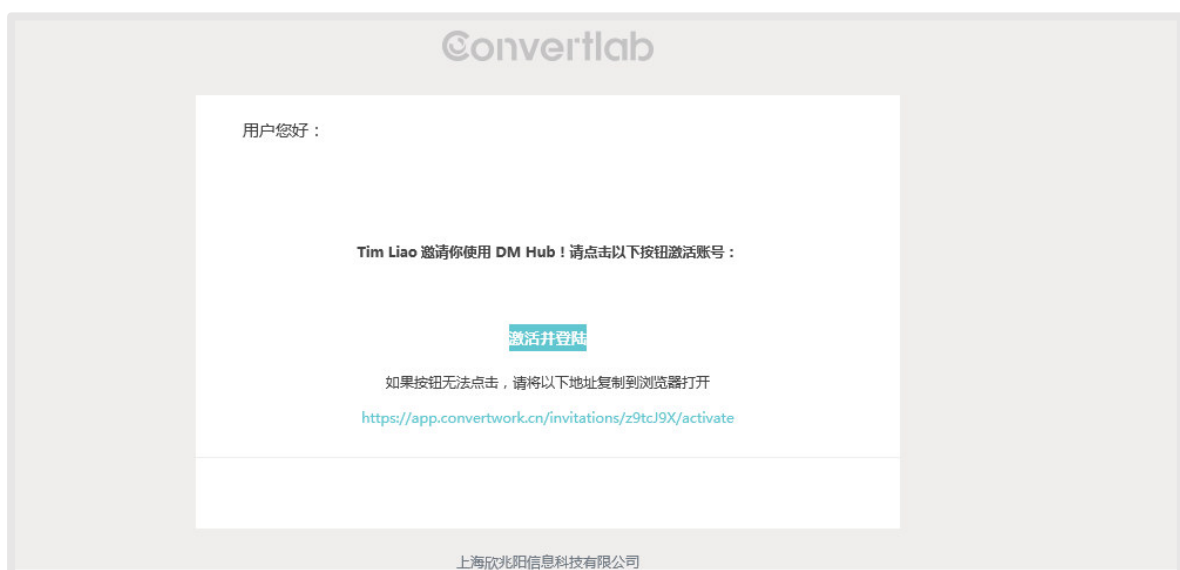 Convertlab
用户您好：
Tim Liao 邀请你使用 DM Hub！请点击以下按钮激活账号：
激活并登陆
如果按钮无法点击，请将以下地址复制到浏览器打开
https://app.convertwork.cn/invitations/z9tcJ9X/activate
上海欣兆阳信息科技有限公司